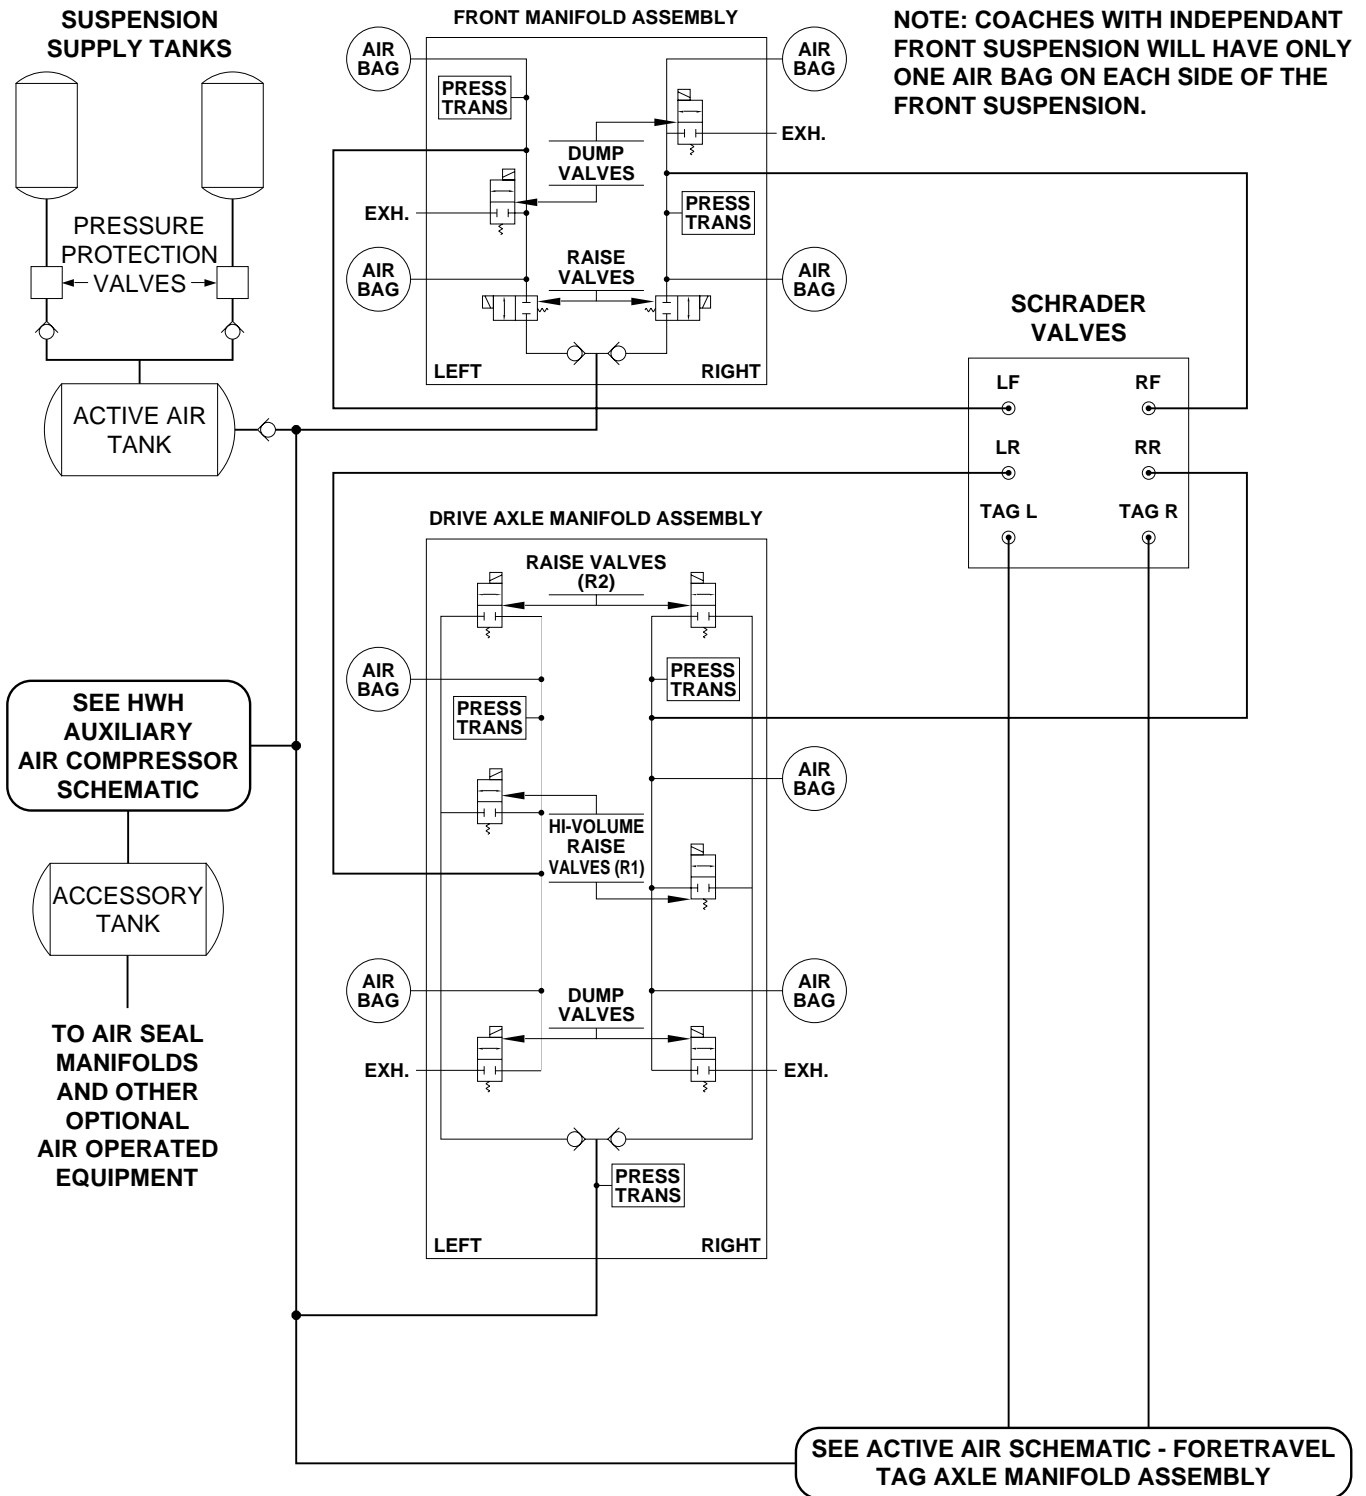 SUSPENSION
SUPPLY TANKS
FRONT MANIFOLD ASSEMBLY
NOTE: COACHES WITH INDEPENDANT
FRONT SUSPENSION WILL HAVE ONLY
ONE AIR BAG ON EACH SIDE OF THE
FRONT SUSPENSION.
AIR
BAG
PRESS
TRANS
AIR
BAG
EXH.
DUMP
VALVES
EXH.
PRESS
TRANS
PRESSURE
PROTECTION
VALVES
AIR
BAG
RAISE
VALVES
AIR
BAG
LEFT
RIGHT
SCHRADER
VALVES
LF
RF
LR
RR
TAG L
TAG R
ACTIVE AIR
TANK
DRIVE AXLE MANIFOLD ASSEMBLY
RAISE VALVES
(R2)
AIR
BAG
PRESS
TRANS
PRESS
TRANS
SEE HWH
AUXILIARY
AIR COMPRESSOR
SCHEMATIC
AIR
BAG
HI-VOLUME
RAISE
VALVES (R1)
ACCESSORY
TANK
AIR
BAG
DUMP
VALVES
AIR
BAG
EXH.
EXH.
TO AIR SEAL
MANIFOLDS
AND OTHER
OPTIONAL
AIR OPERATED
EQUIPMENT
PRESS
TRANS
LEFT
RIGHT
SEE ACTIVE AIR SCHEMATIC - FORETRAVEL
TAG AXLE MANIFOLD ASSEMBLY